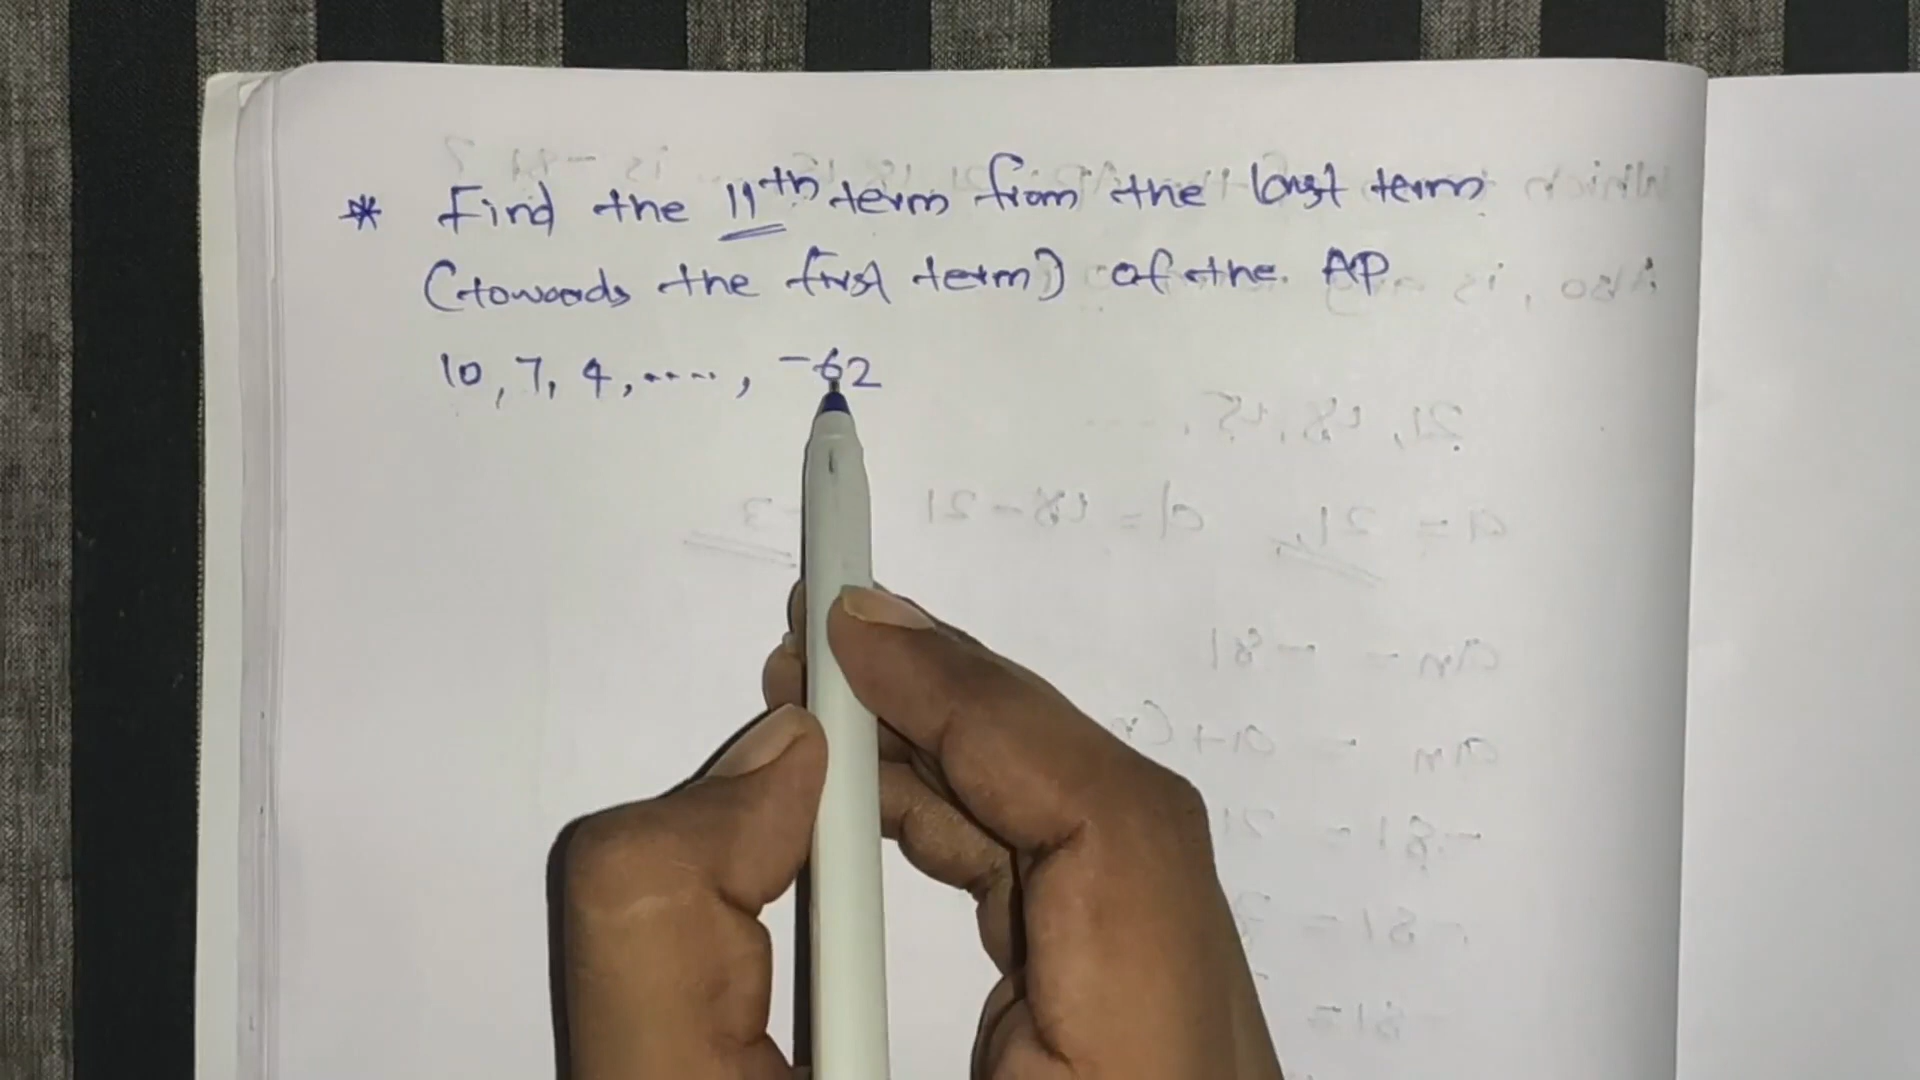 * Find the 11th term from the last term
(towards the first term) of the AP
10, 7, 4, ....., -62